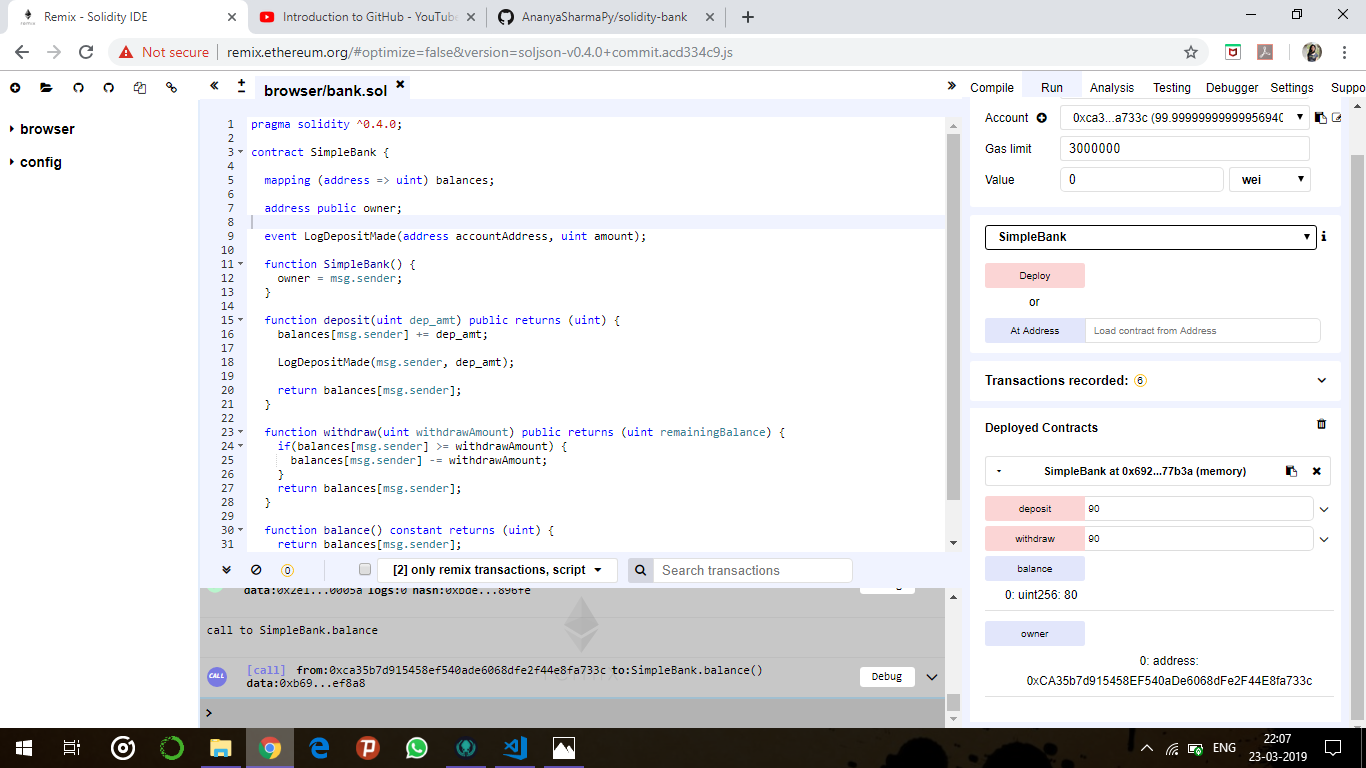 Remix - Solidity IDE
Introduction to GitHub - YouTube
AnanyaSharmaPy/solidity-bank
Not secure
remix.ethereum.org/#optimize=false&version=soljson-v0.4.0+commit.acd334c9.js
browser/bank.sol
Compile Run Analysis Testing Debugger Settings Suppo
browser
config
1 pragma solidity ^0.4.0;
2
3 contract SimpleBank {
4
5 mapping (address => uint) balances;
6
7 address public owner;
8
9 event LogDepositMade(address accountAddress, uint amount);
10
11 function SimpleBank() {
12 owner = msg.sender;
13 }
14
15 function deposit(uint dep_amt) public returns (uint) {
16 balances[msg.sender] += dep_amt;
17
18 LogDepositMade(msg.sender, dep_amt);
19
20 return balances[msg.sender];
21 }
22
23 function withdraw(uint withdrawAmount) public returns (uint remainingBalance) {
24 if(balances[msg.sender] >= withdrawAmount) {
25 balances[msg.sender] -= withdrawAmount;
26 }
27 return balances[msg.sender];
28 }
29
30 function balance() constant returns (uint) {
31 return balances[msg.sender];
0
[2] only remix transactions, script
Search transactions
data:0x2e1...0005a logs:0 hash:0xbde...896fe
call to SimpleBank.balance
CALL
[call] from:0xca35b7d915458ef540ade6068dfe2f44e8fa733c to:SimpleBank.balance()
data:0xb69...ef8a8
Debug
>
Account
0xca3...a733c (99.99999999999956940
Gas limit
3000000
Value
0
wei
SimpleBank
Deploy
or
At Address
Load contract from Address
Transactions recorded: 6
Deployed Contracts
SimpleBank at 0x692...77b3a (memory)
deposit
90
withdraw
90
balance
0: uint256: 80
owner
0: address:
0xCA35b7d915458EF540aDe6068dFe2F44E8fa733c
ENG
22:07
23-03-2019